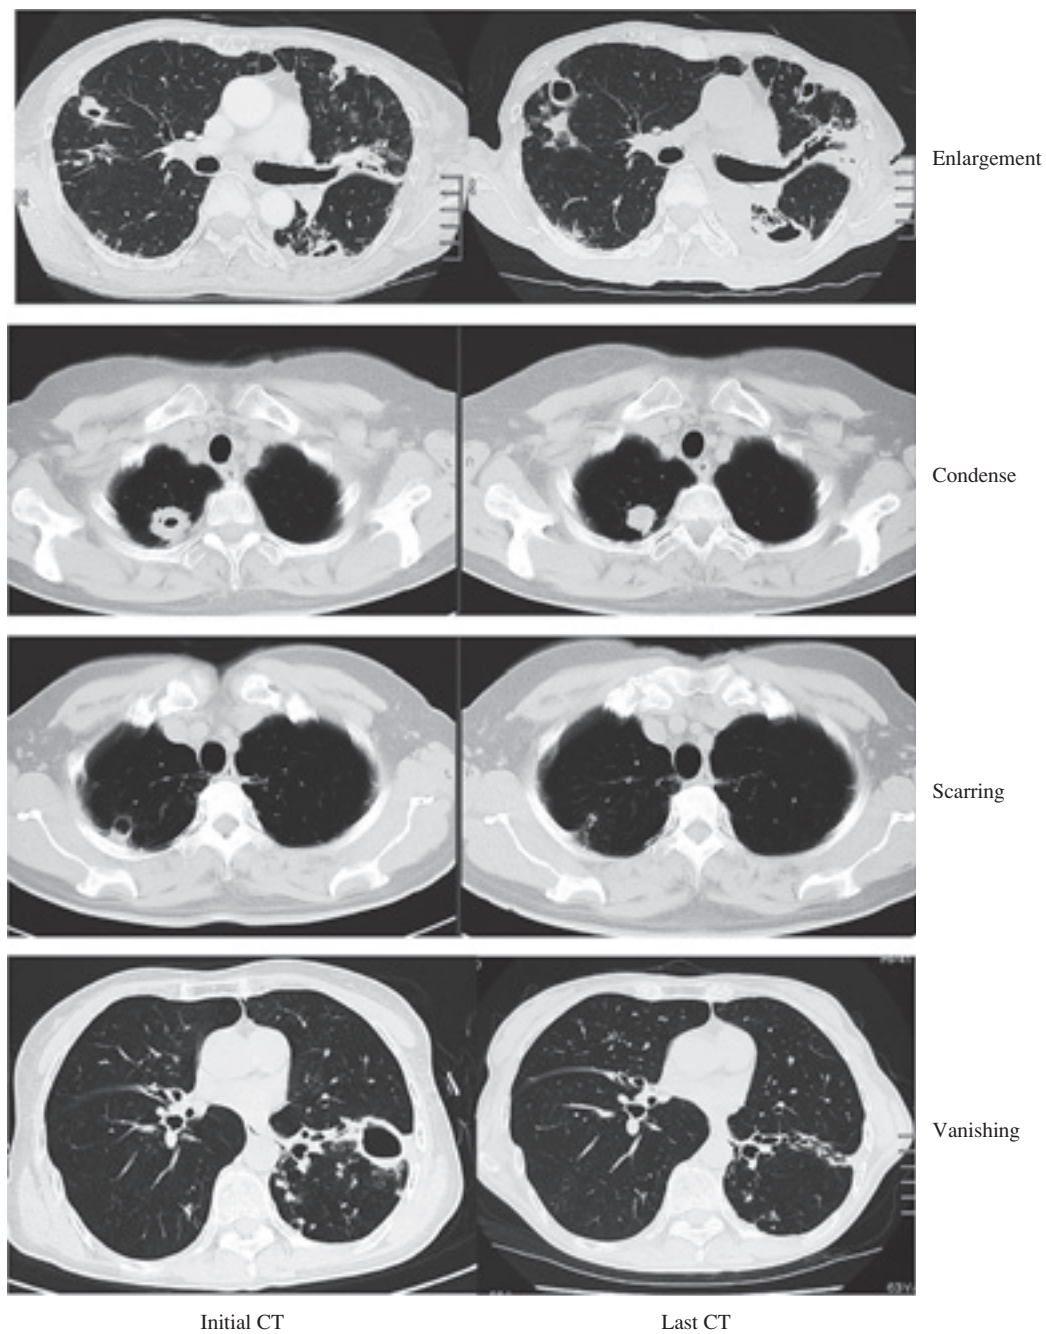 Enlargement
Condense
Scarring
Vanishing
Initial CT
Last CT